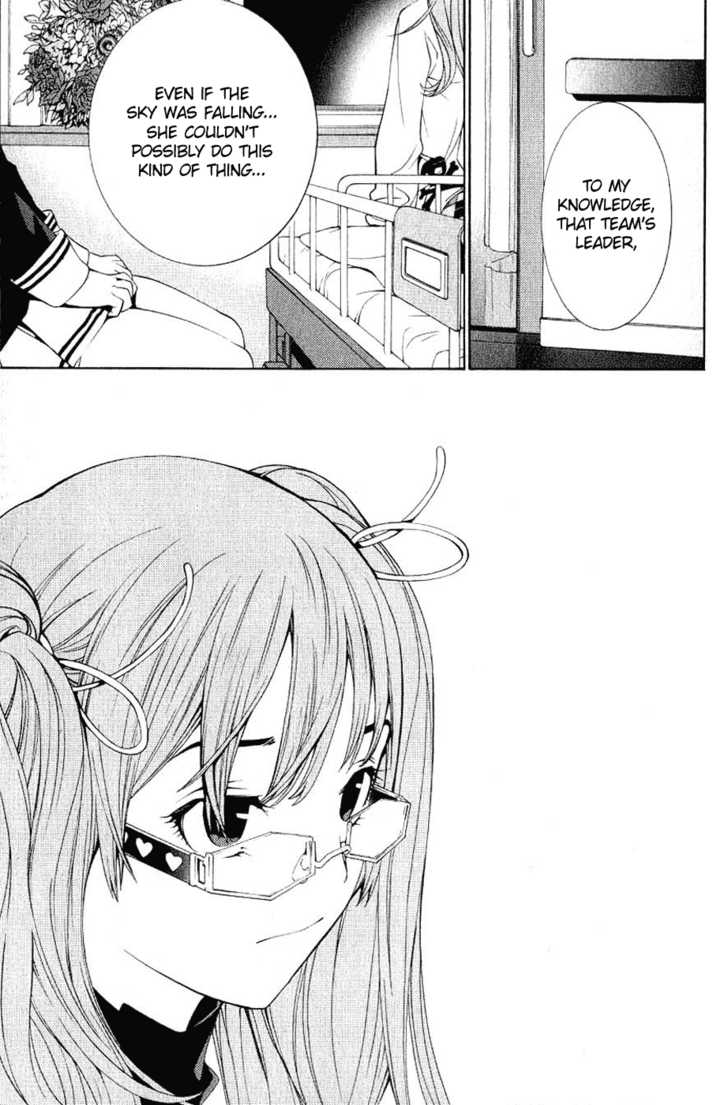 TO MY
KNOWLEDGE,
THAT TEAM'S
LEADER,
EVEN IF THE
SKY WAS FALLING...
SHE COULDN'T
POSSIBLY DO THIS
KIND OF THING...